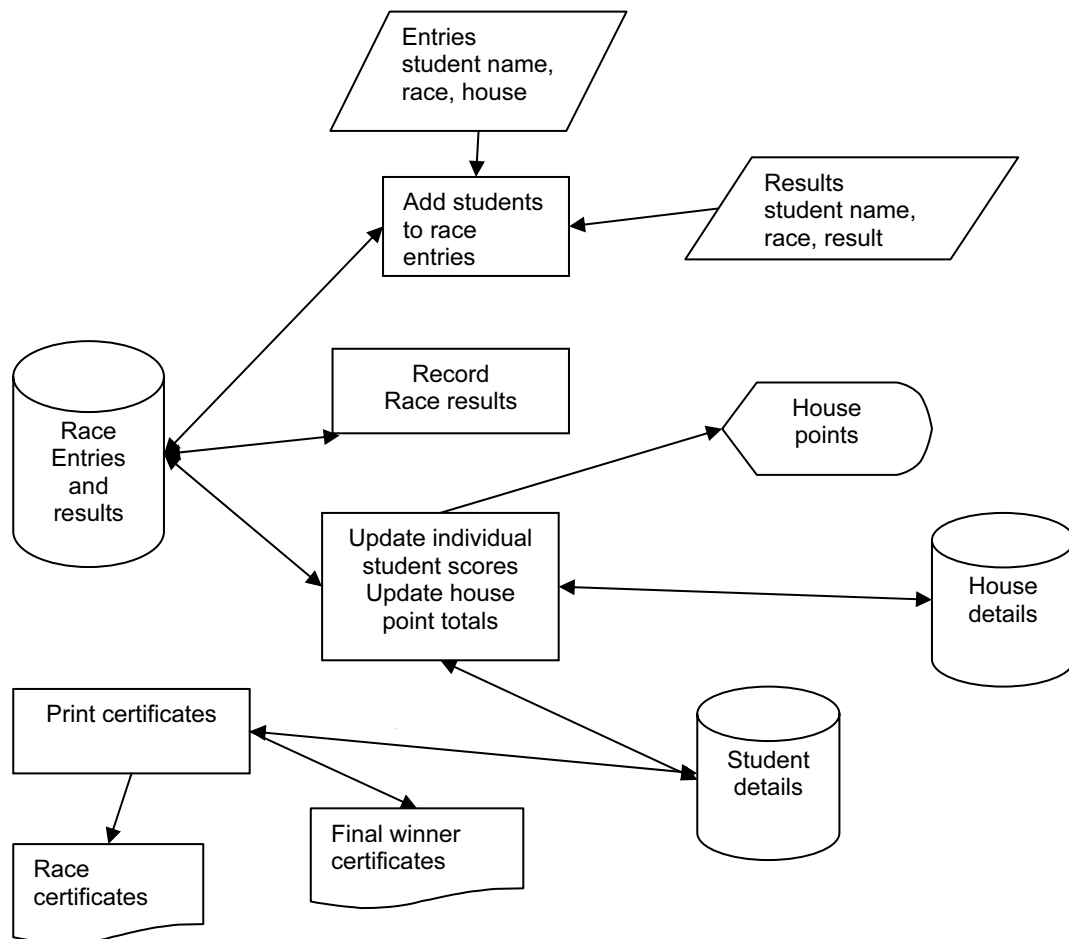 Entries
student name,
race, house
Results
student name,
race, result
Add students
to race
entries
Record
Race results
House
points
Race
Entries
and
results
Update individual
student scores
Update house
point totals
House
details
Print certificates
Student
details
Final winner
certificates
Race
certificates